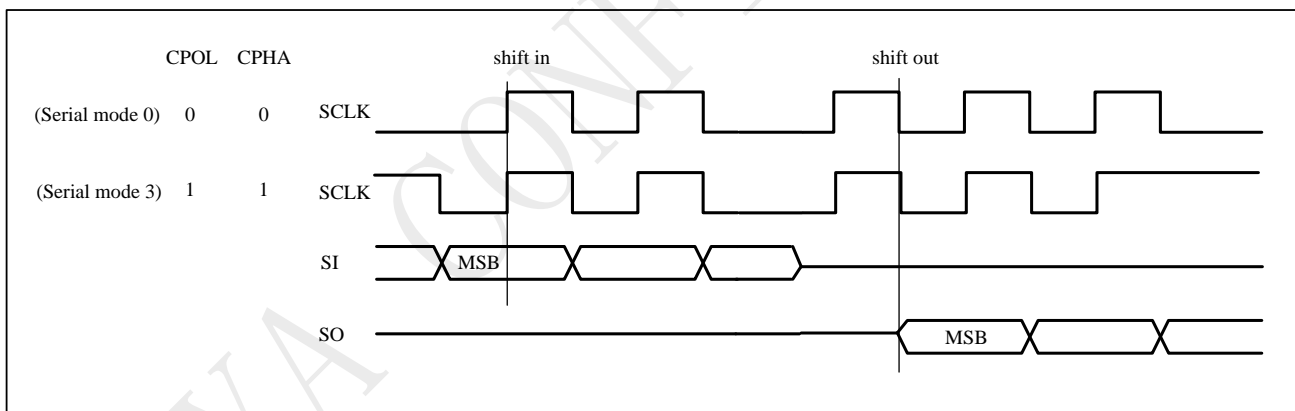 CPOL CPHA shift in shift out
(Serial mode 0) 0 0 SCLK
(Serial mode 3) 1 1 SCLK
SI MSB
SO MSB